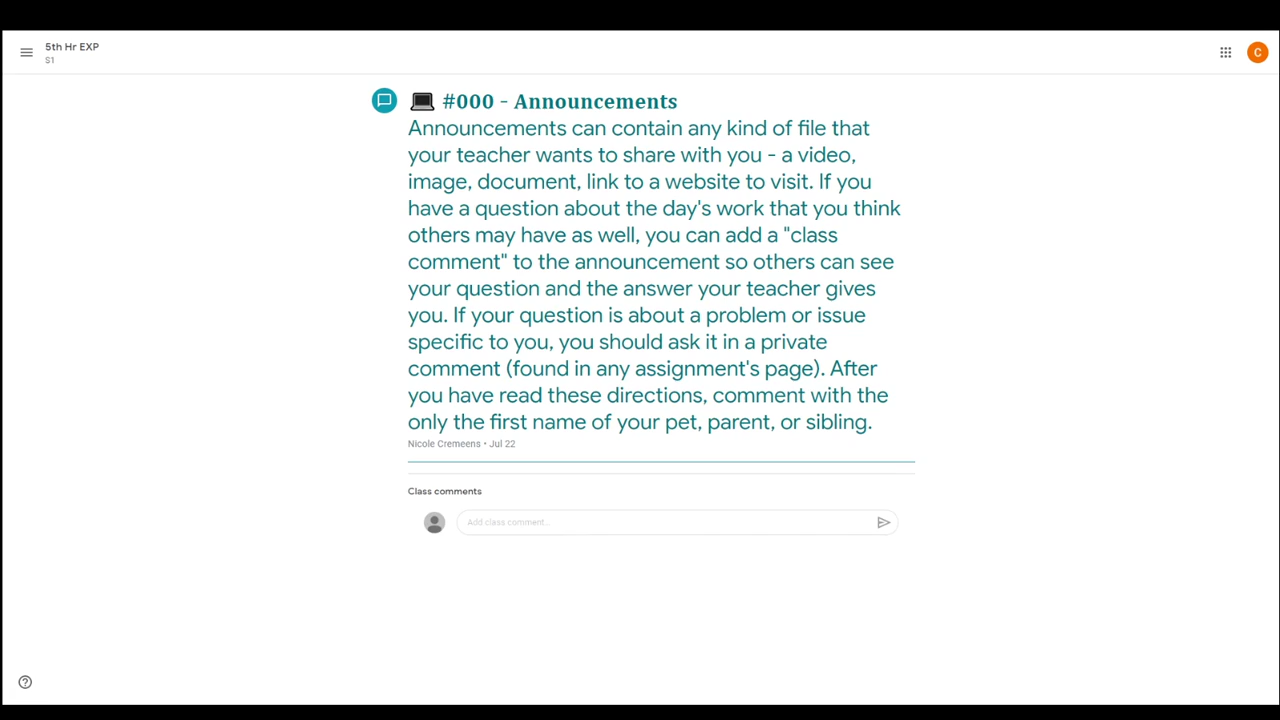 5th Hr EXP
S1
C
#000 - Announcements
Announcements can contain any kind of file that
your teacher wants to share with you - a video,
image, document, link to a website to visit. If you
have a question about the day's work that you think
others may have as well, you can add a "class
comment" to the announcement so others can see
your question and the answer your teacher gives
you. If your question is about a problem or issue
specific to you, you should ask it in a private
comment (found in any assignment's page). After
you have read these directions, comment with the
only the first name of your pet, parent, or sibling.
Nicole Cremeens • Jul 22
Class comments
Add class comment...